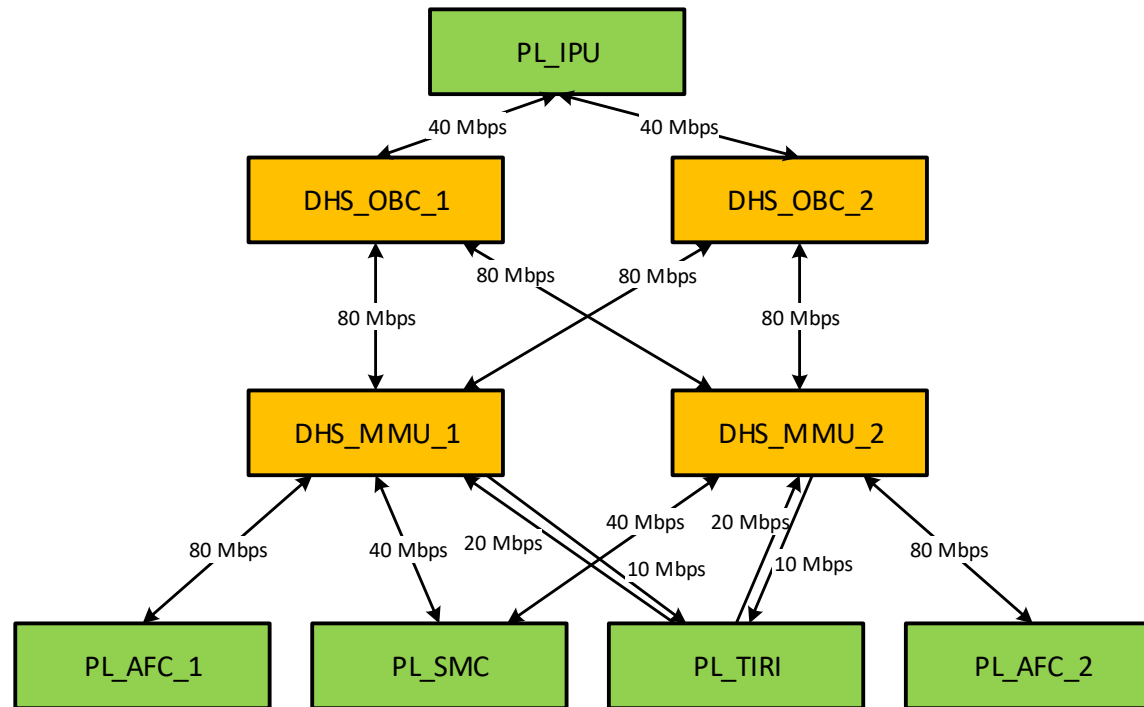 PL_IPU
40 Mbps
40 Mbps
DHS_OBC_1
DHS_OBC_2
80 Mbps
80 Mbps
80 Mbps
80 Mbps
DHS_MMU_1
DHS_MMU_2
80 Mbps
40 Mbps
20 Mbps
10 Mbps
40 Mbps
20 Mbps
10 Mbps
80 Mbps
PL_AFC_1
PL_SMC
PL_TIRI
PL_AFC_2